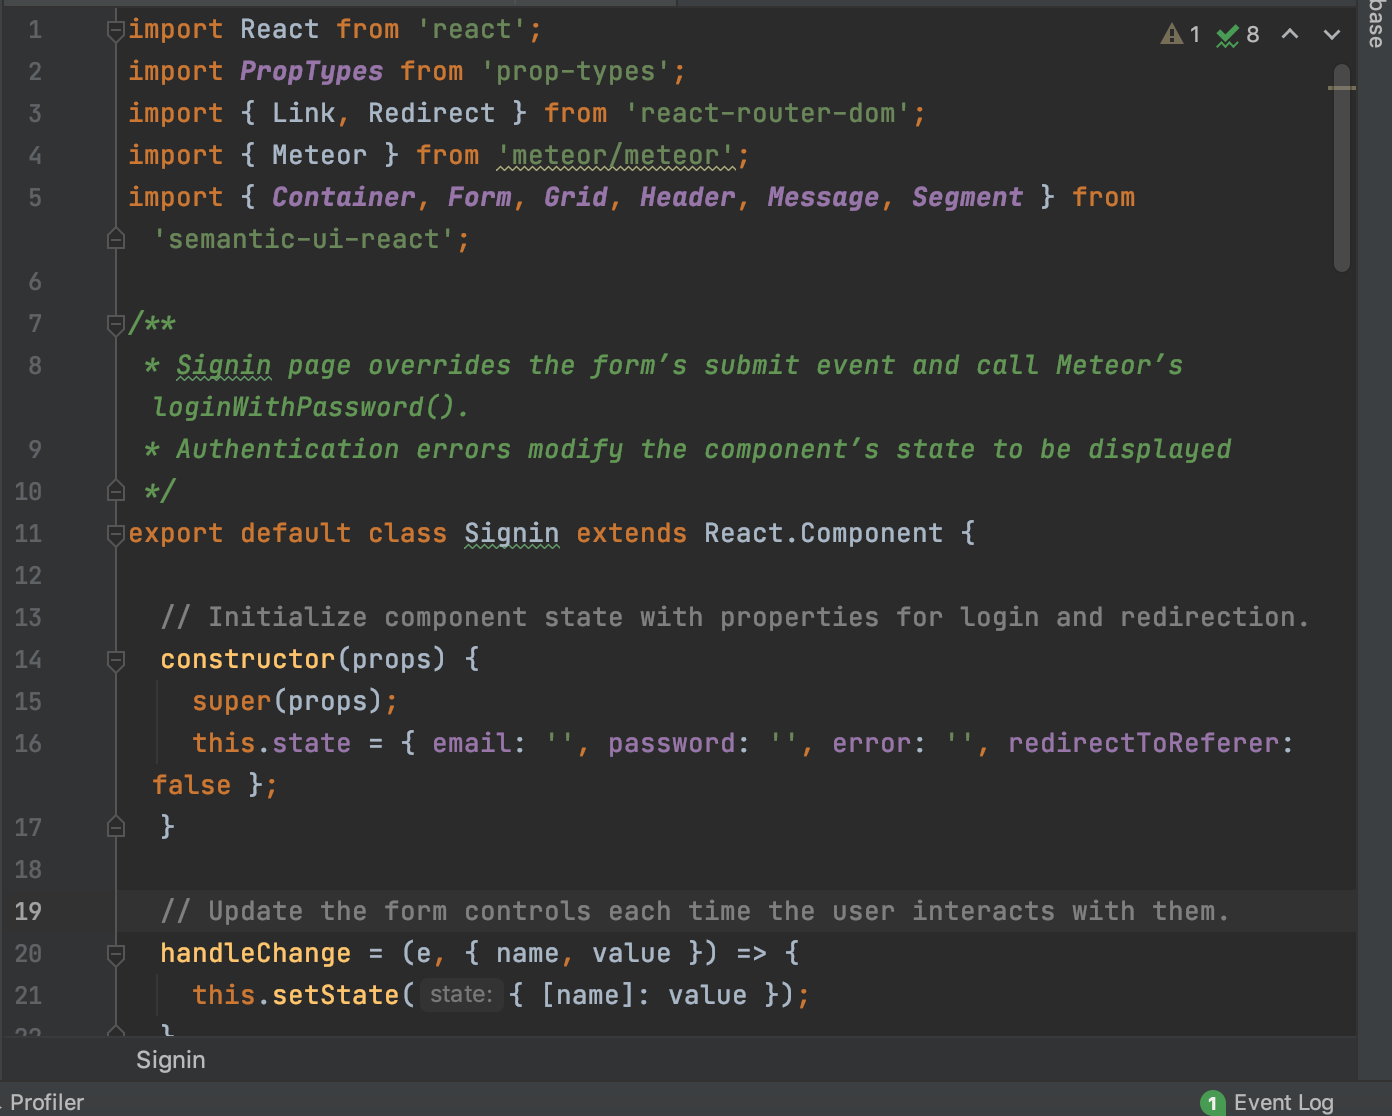 1 import React from 'react';
2 import PropTypes from 'prop-types';
3 import { Link, Redirect } from 'react-router-dom';
4 import { Meteor } from 'meteor/meteor';
5 import { Container, Form, Grid, Header, Message, Segment } from
'semantic-ui-react';
6
7 /**
8 * Signin page overrides the form’s submit event and call Meteor’s
loginWithPassword().
9 * Authentication errors modify the component’s state to be displayed
10 */
11 export default class Signin extends React.Component {
12
13 // Initialize component state with properties for login and redirection.
14 constructor(props) {
15 super(props);
16 this.state = { email: '', password: '', error: '', redirectToReferer:
false };
17 }
18
19 // Update the form controls each time the user interacts with them.
20 handleChange = (e, { name, value }) => {
21 this.setState( state: { [name]: value });
22 }
1 8
base
Signin
Profiler
1 Event Log